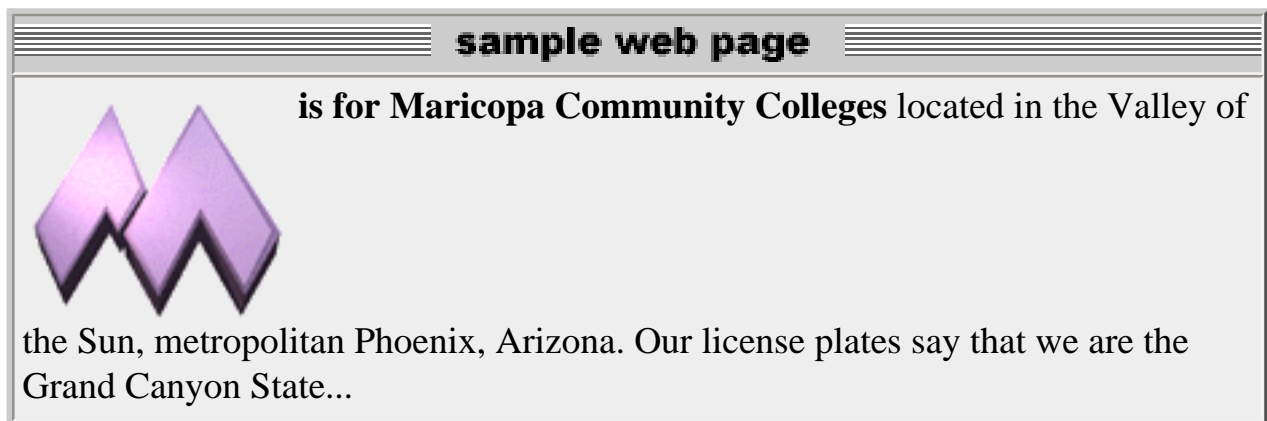 sample web page
is for Maricopa Community Colleges located in the Valley of
the Sun, metropolitan Phoenix, Arizona. Our license plates say that we are the
Grand Canyon State...